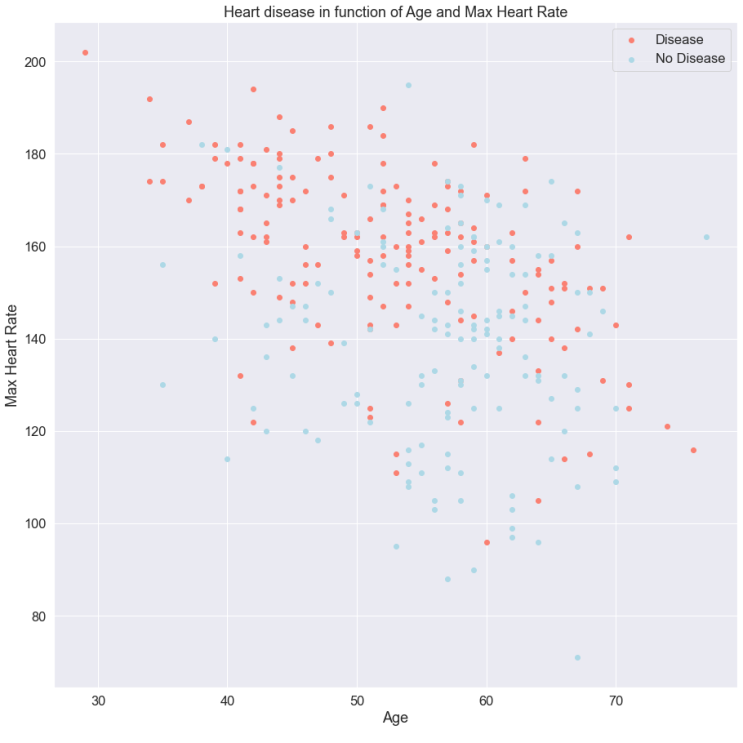 Heart disease in function of Age and Max Heart Rate
Disease
No Disease
200
180
160
140
120
100
80
Max Heart Rate
30 40 50 60 70
Age